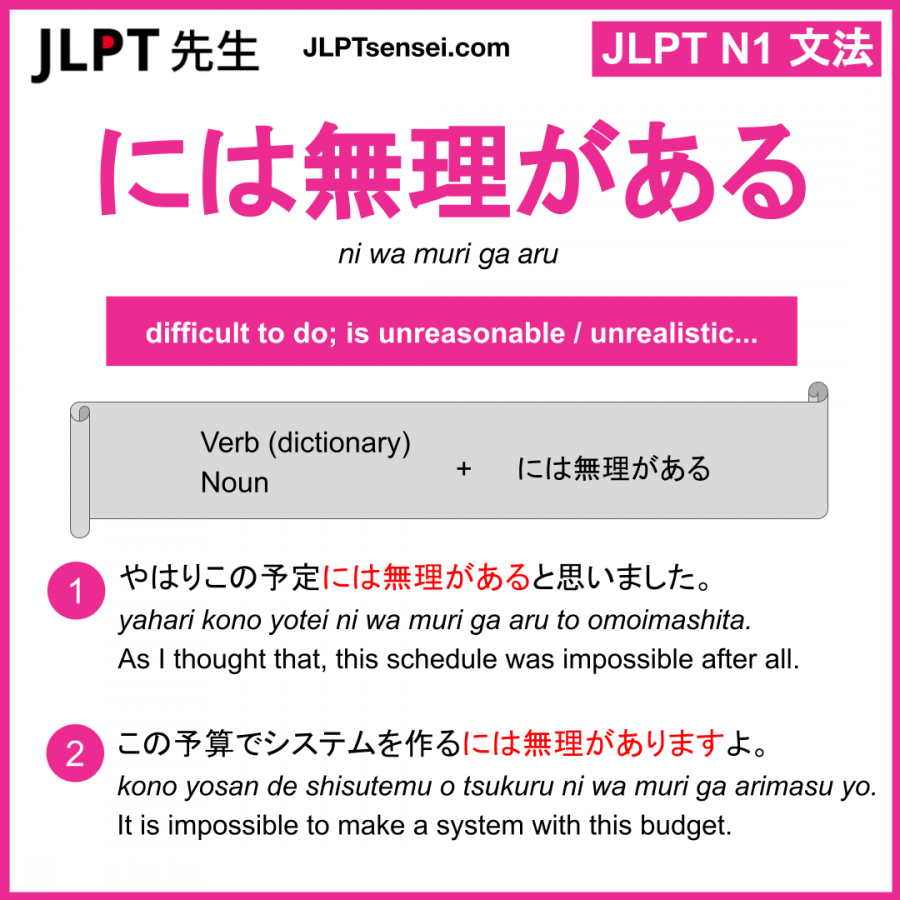 JLPT 先生
JLPTsensei.com
JLPT N1 文法
には無理がある
ni wa muri ga aru
difficult to do; is unreasonable / unrealistic...
Verb (dictionary)
Noun
+
には無理がある
1
やはりこの予定には無理があると思いました。
yahari kono yotei ni wa muri ga aru to omoimashita.
As I thought that, this schedule was impossible after all.
2
この予算でシステムを作るには無理がありますよ。
kono yosan de shisutemu o tsukuru ni wa muri ga arimasu yo.
It is impossible to make a system with this budget.